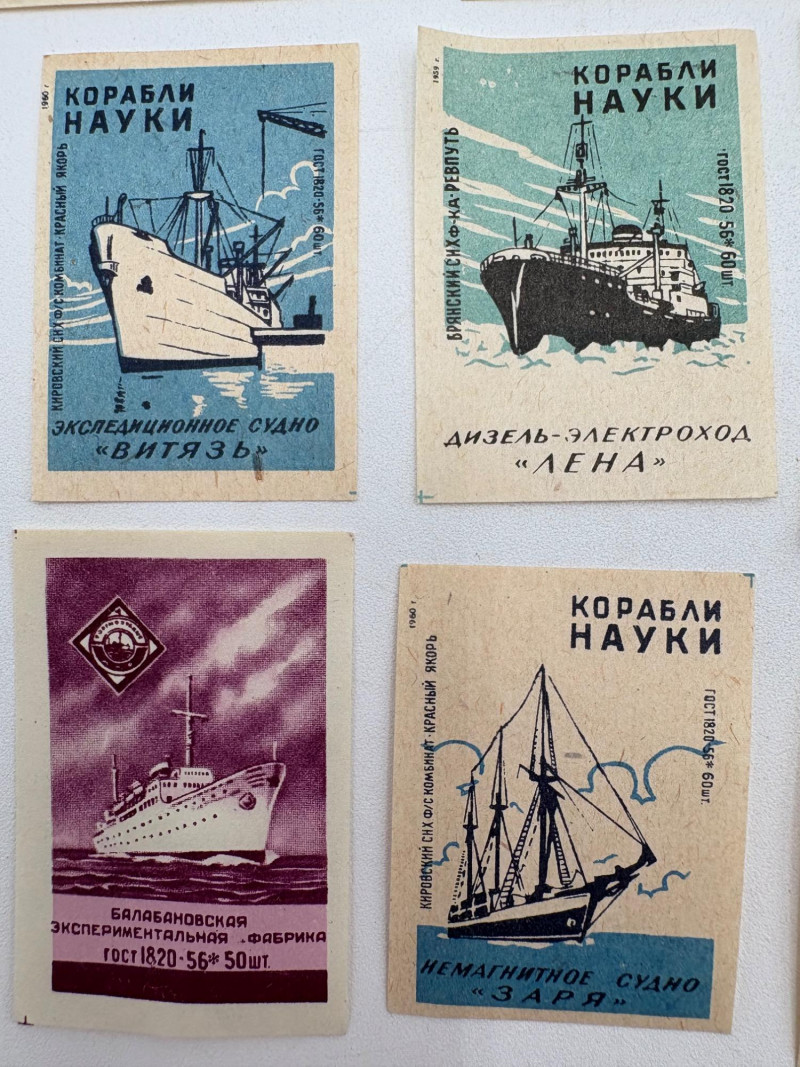 1960 г.
КОРАБЛИ
НАУКИ
КИРОВСКИЙ СНХ Ф/С КОМБИНАТ·КРАСНЫЙ ЯКОРЬ
ГОСТ 1820-56* 60 шт.
ЭКСПЕДИЦИОННОЕ СУДНО
«ВИТЯЗЬ»
1959 г.
КОРАБЛИ
НАУКИ
БРЯНСКИЙ СНХ Ф-КА·РЕВПУТЬ
ГОСТ 1820-56* 60 шт.
ДИЗЕЛЬ-ЭЛЕКТРОХОД
«ЛЕНА»
БАЛАБАНОВСКАЯ
ЭКСПЕРИМЕНТАЛЬНАЯ ФАБРИКА
ГОСТ 1820-56* 50 шт.
1960 г.
КОРАБЛИ
НАУКИ
КИРОВСКИЙ СНХ Ф/С КОМБИНАТ·КРАСНЫЙ ЯКОРЬ
ГОСТ 1820-56* 60 шт.
НЕМАГНИТНОЕ СУДНО
«ЗАРЯ»